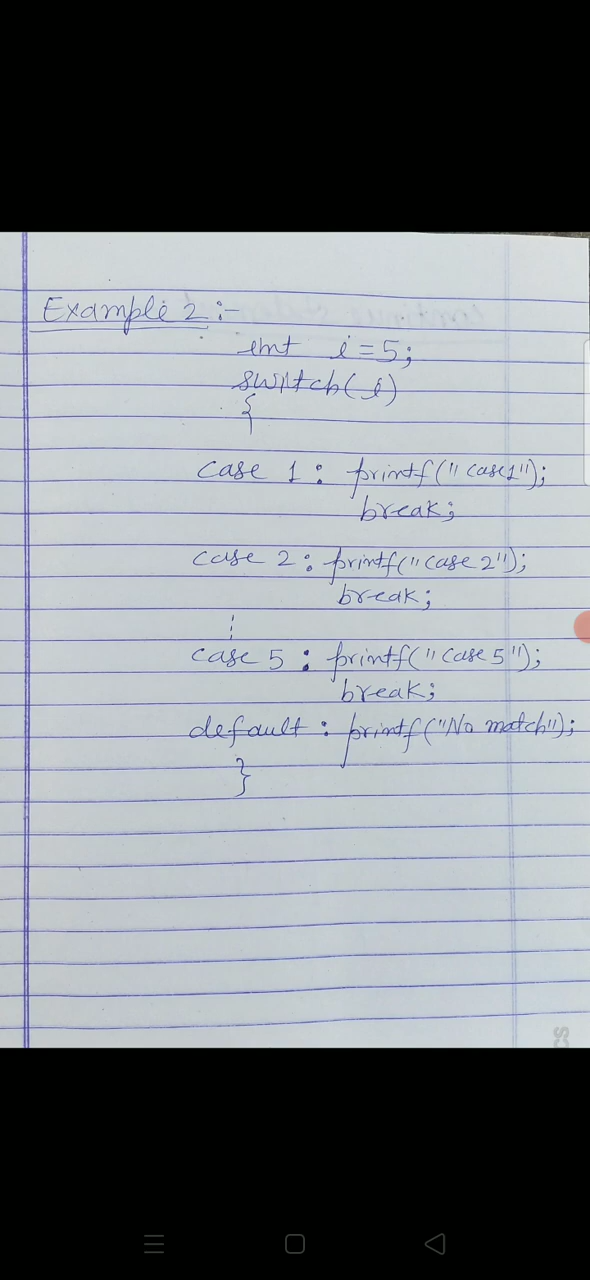 Example 2 :-
int i = 5;
switch(i)
{
case 1 : printf("case1");
break;
case 2 : printf("case 2");
break;
case 5 : printf("case 5");
break;
default : printf("No match");
}